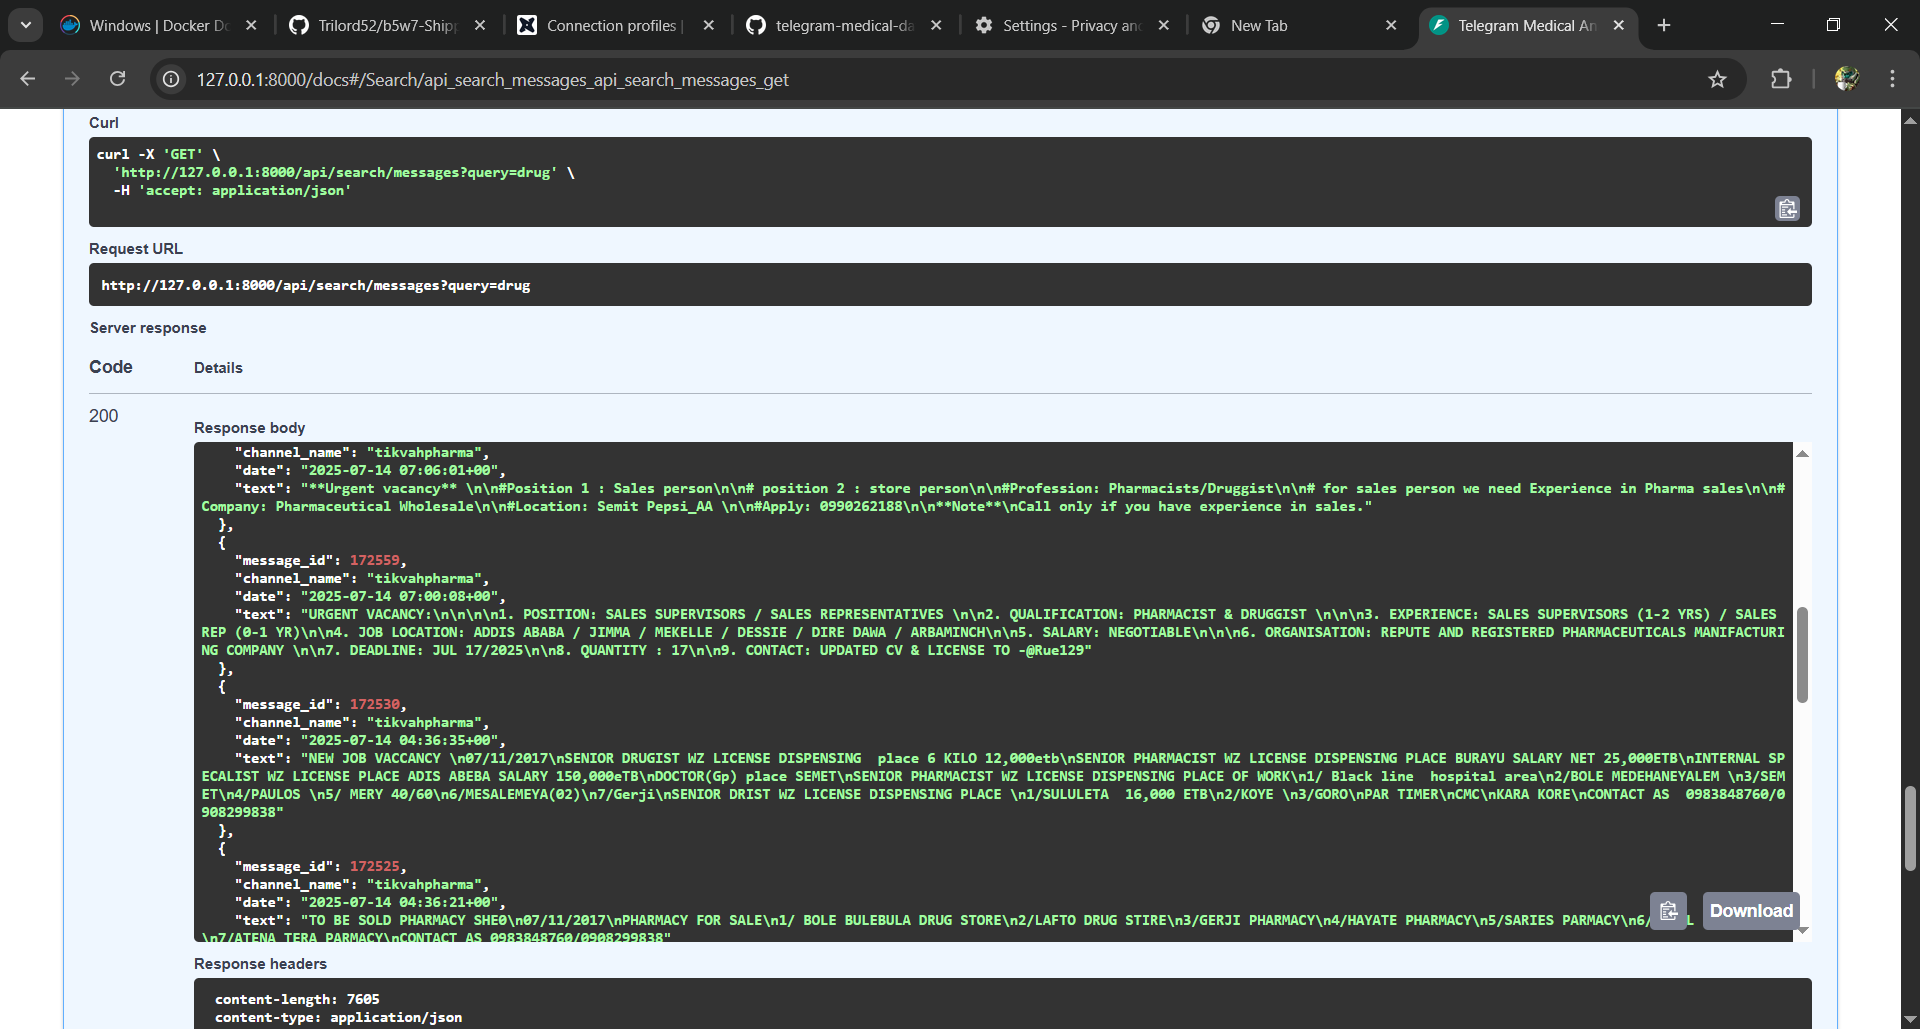 Windows | Docker Dc
Trilord52/b5w7-Shipp
Connection profiles |
telegram-medical-da
Settings - Privacy and
New Tab
Telegram Medical An
127.0.0.1:8000/docs#/Search/api_search_messages_api_search_messages_get
Curl
curl -X 'GET' \
'http://127.0.0.1:8000/api/search/messages?query=drug' \
-H 'accept: application/json'
Request URL
http://127.0.0.1:8000/api/search/messages?query=drug
Server response
Code Details
200
Response body
"channel_name": "tikvahpharma",
"date": "2025-07-14 07:06:01+00",
"text": "**Urgent vacancy** \n\n#Position 1 : Sales person\n\n# position 2 : store person\n\n#Profession: Pharmacists/Druggist\n\n# for sales person we need Experience in Pharma sales\n\n#
Company: Pharmaceutical Wholesale\n\n#Location: Semit Pepsi_AA \n\n#Apply: 0990262188\n\n**Note**\nCall only if you have experience in sales."
},
{
"message_id": 172559,
"channel_name": "tikvahpharma",
"date": "2025-07-14 07:00:08+00",
"text": "URGENT VACANCY:\n\n\n\n1. POSITION: SALES SUPERVISORS / SALES REPRESENTATIVES \n\n2. QUALIFICATION: PHARMACIST & DRUGGIST \n\n\n3. EXPERIENCE: SALES SUPERVISORS (1-2 YRS) / SALES
REP (0-1 YR)\n\n4. JOB LOCATION: ADDIS ABABA / JIMMA / MEKELLE / DESSIE / DIRE DAWA / ARBAMINCH\n\n5. SALARY: NEGOTIABLE\n\n\n6. ORGANISATION: REPUTE AND REGISTERED PHARMACEUTICALS MANIFACTURI
NG COMPANY \n\n7. DEADLINE: JUL 17/2025\n\n8. QUANTITY : 17\n\n9. CONTACT: UPDATED CV & LICENSE TO -@Rue129"
},
{
"message_id": 172530,
"channel_name": "tikvahpharma",
"date": "2025-07-14 04:36:35+00",
"text": "NEW JOB VACCANCY \n07/11/2017\nSENIOR DRUGIST WZ LICENSE DISPENSING  place 6 KILO 12,000etb\nSENIOR PHARMACIST WZ LICENSE DISPENSING PLACE BURAYU SALARY NET 25,000ETB\nINTERNAL SP
ECALIST WZ LICENSE PLACE ADIS ABEBA SALARY 150,000eTB\nDOCTOR(Gp) place SEMET\nSENIOR PHARMACIST WZ LICENSE DISPENSING PLACE OF WORK\n1/ Black line  hospital area\n2/BOLE MEDEHANEYALEM \n3/SEM
ET\n4/PAULOS \n5/ MERY 40/60\n6/MESALEMEYA(02)\n7/Gerji\nSENIOR DRIST WZ LICENSE DISPENSING PLACE \n1/SULULETA  16,000 ETB\n2/KOYE \n3/GORO\nPAR TIMER\nCMC\nKARA KORE\nCONTACT AS  0983848760/0
908299838"
},
{
"message_id": 172525,
"channel_name": "tikvahpharma",
"date": "2025-07-14 04:36:21+00",
"text": "TO BE SOLD PHARMACY SHE0\n07/11/2017\nPHARMACY FOR SALE\n1/ BOLE BULEBULA DRUG STORE\n2/LAFTO DRUG STIRE\n3/GERJI PHARMACY\n4/HAYATE PHARMACY\n5/SARIES PARMACY\n6/
\n7/ATENA TERA PARMACY\nCONTACT AS 0983848760/0908299838"
Download
Response headers
content-length: 7605
content-type: application/json